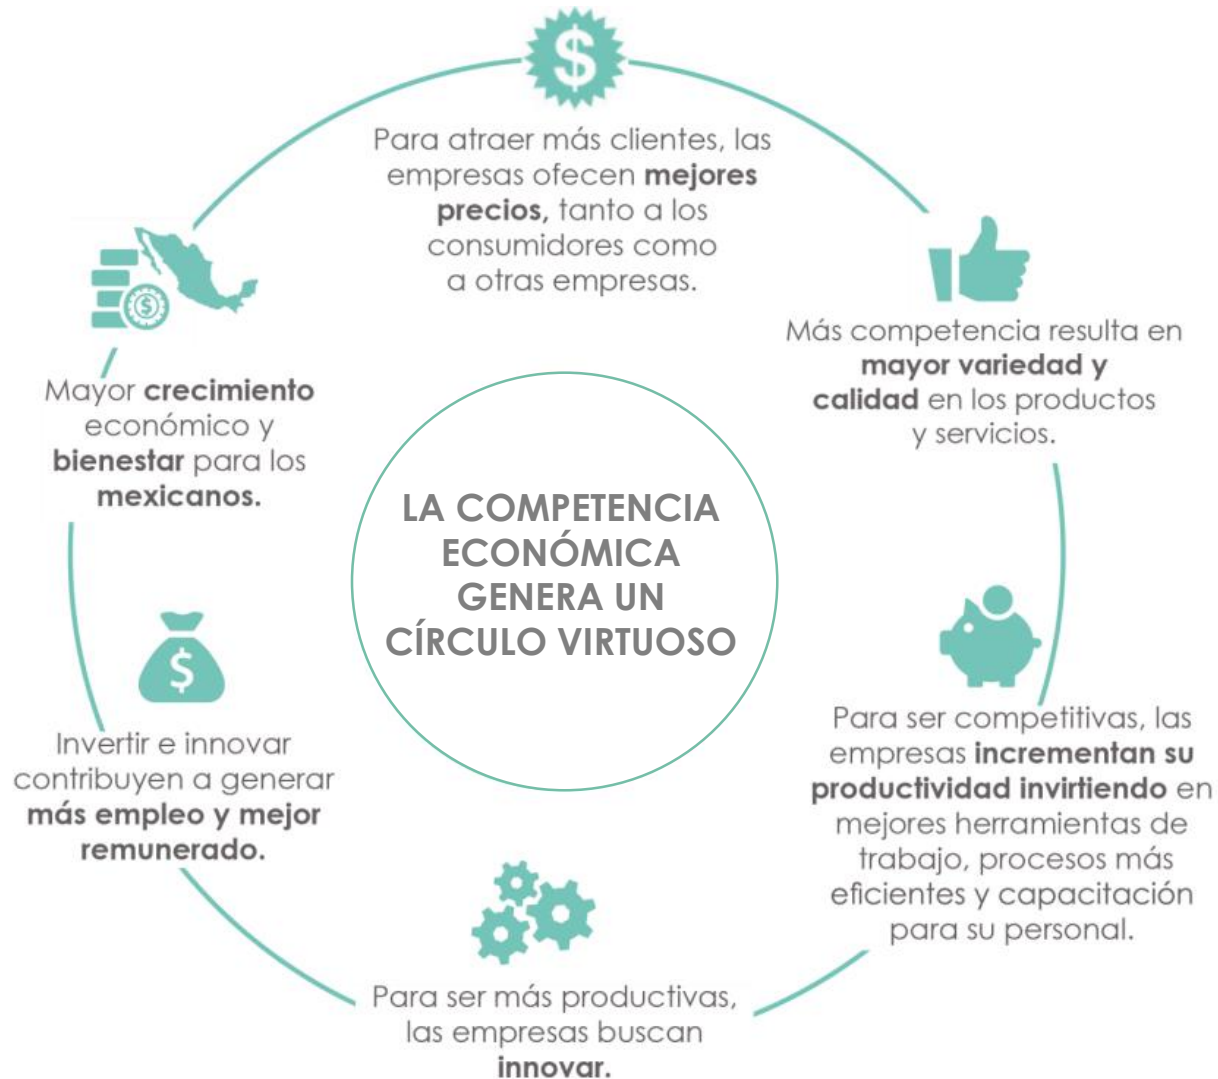 $
Para atraer más clientes, las
empresas ofecen mejores
precios, tanto a los
consumidores como
a otras empresas.
Más competencia resulta en
mayor variedad y
calidad en los productos
y servicios.
Para ser competitivas, las
empresas incrementan su
productividad invirtiendo en
mejores herramientas de
trabajo, procesos más
eficientes y capacitación
para su personal.
Para ser más productivas,
las empresas buscan
innovar.
$
Invertir e innovar
contribuyen a generar
más empleo y mejor
remunerado.
$
Mayor crecimiento
económico y
bienestar para los
mexicanos.
LA COMPETENCIA
ECONÓMICA
GENERA UN
CÍRCULO VIRTUOSO